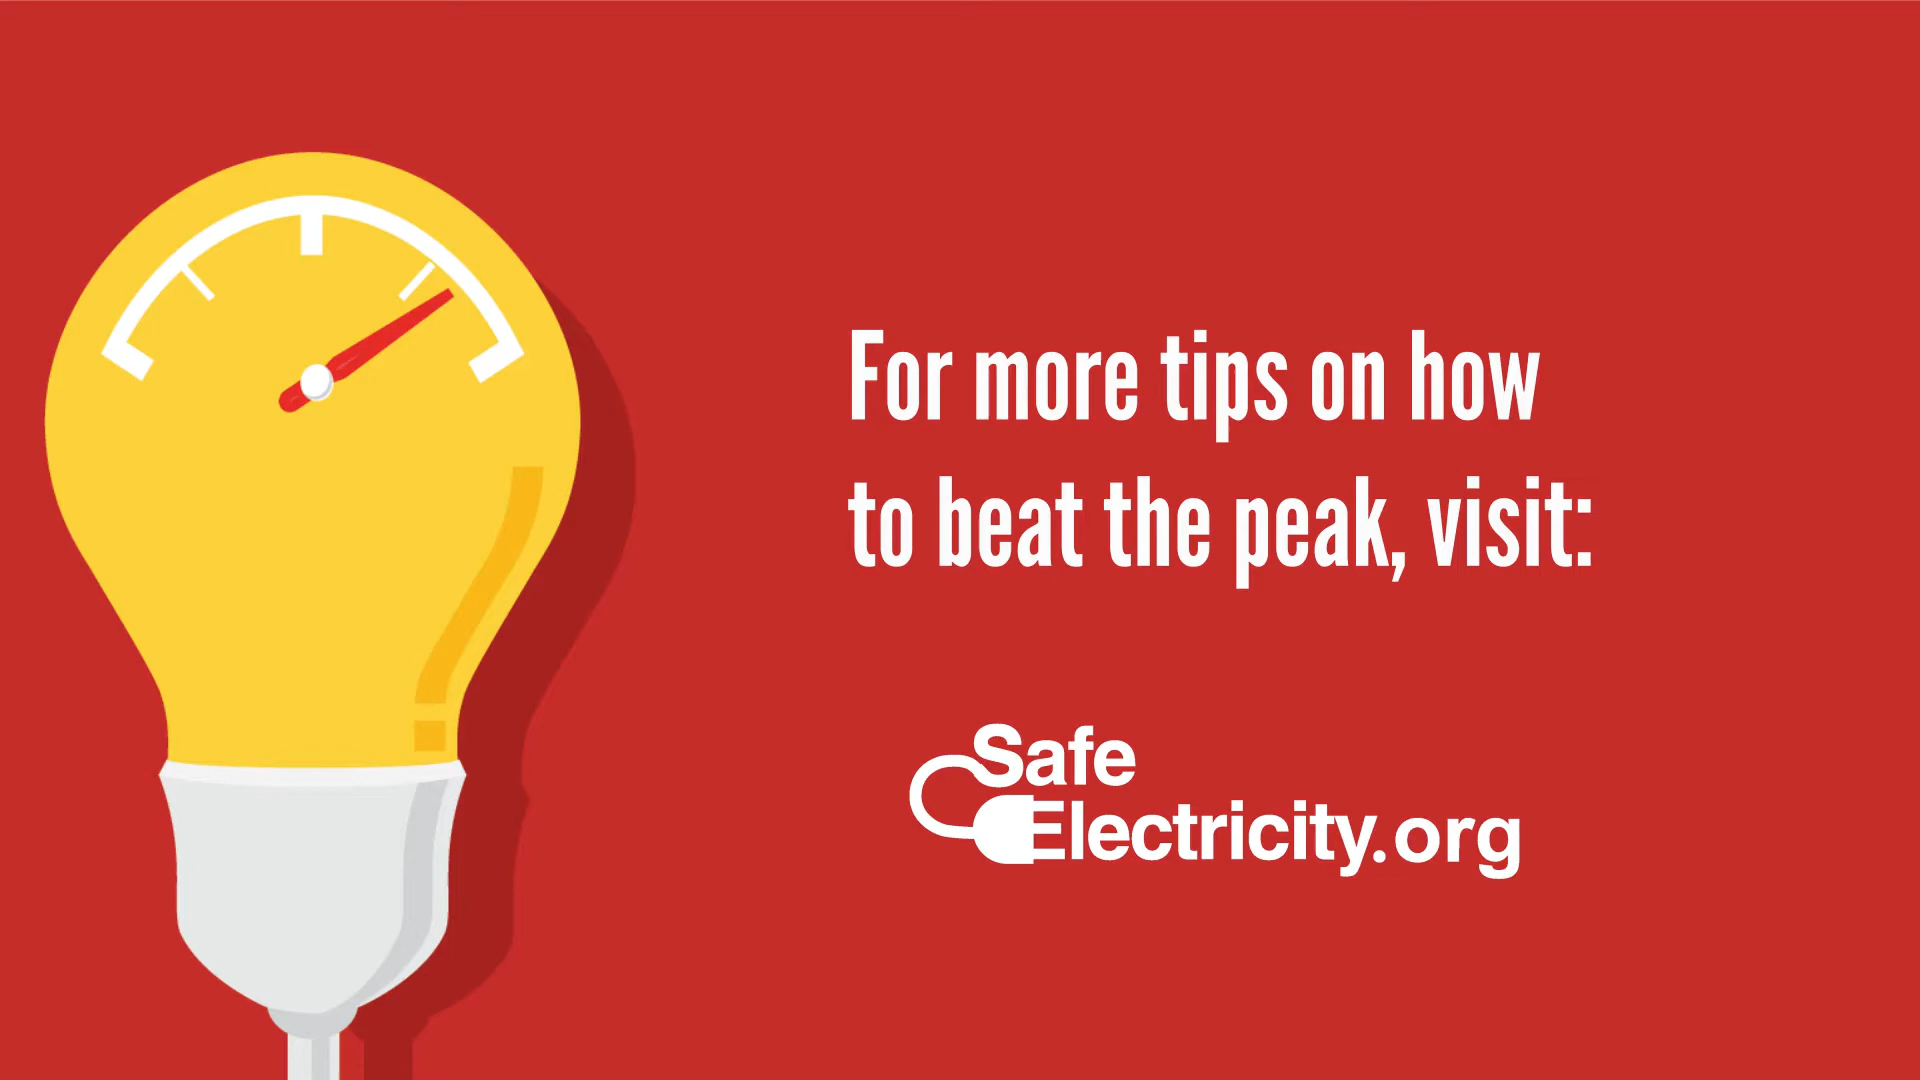 For more tips on how
to beat the peak, visit:
Safe
Electricity.org